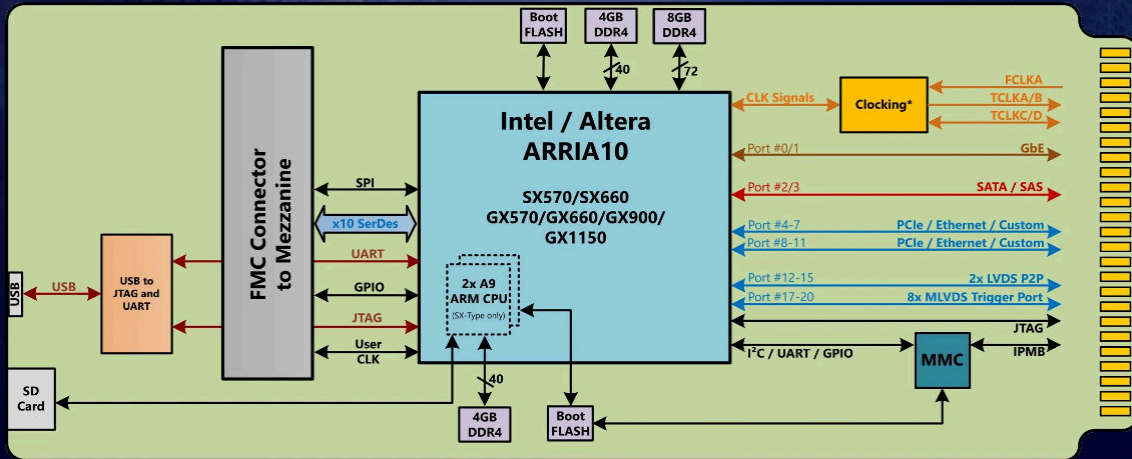 Boot
FLASH
4GB
DDR4
8GB
DDR4
40
72
Intel / Altera
ARRIA10
SX570/SX660
GX570/GX660/GX900/
GX1150
2x A9
ARM CPU
(SX-Type only)
FMC Connector
to Mezzanine
SPI
x10 SerDes
UART
GPIO
JTAG
User
CLK
USB
USB
USB to
JTAG and
UART
SD
Card
40
4GB
DDR4
Boot
FLASH
CLK Signals
Clocking*
FCLKA
TCLKA/B
TCLKC/D
Port #0/1
GbE
Port #2/3
SATA / SAS
Port #4-7
PCIe / Ethernet / Custom
Port #8-11
PCIe / Ethernet / Custom
Port #12-15
2x LVDS P2P
Port #17-20
8x MLVDS Trigger Port
JTAG
I²C / UART / GPIO
MMC
IPMB